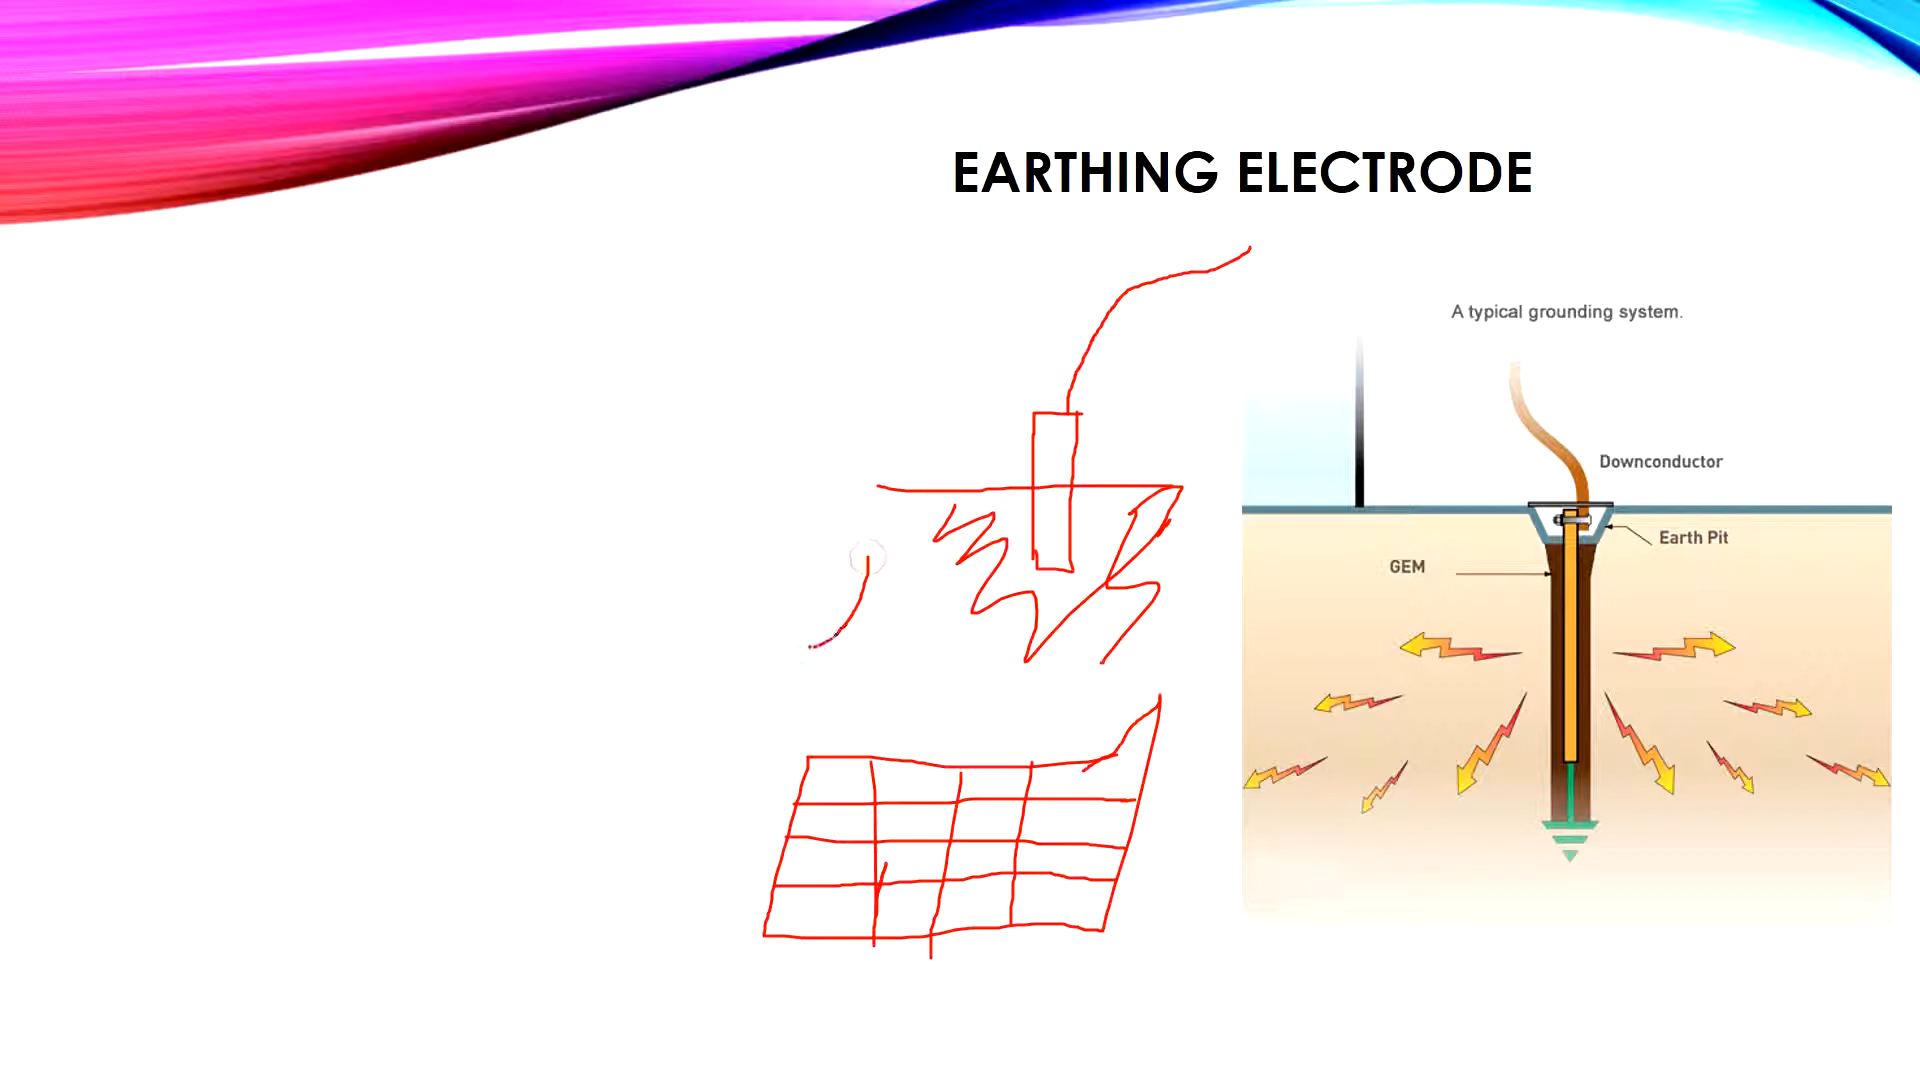 EARTHING ELECTRODE
A typical grounding system.
Downconductor
Earth Pit
GEM